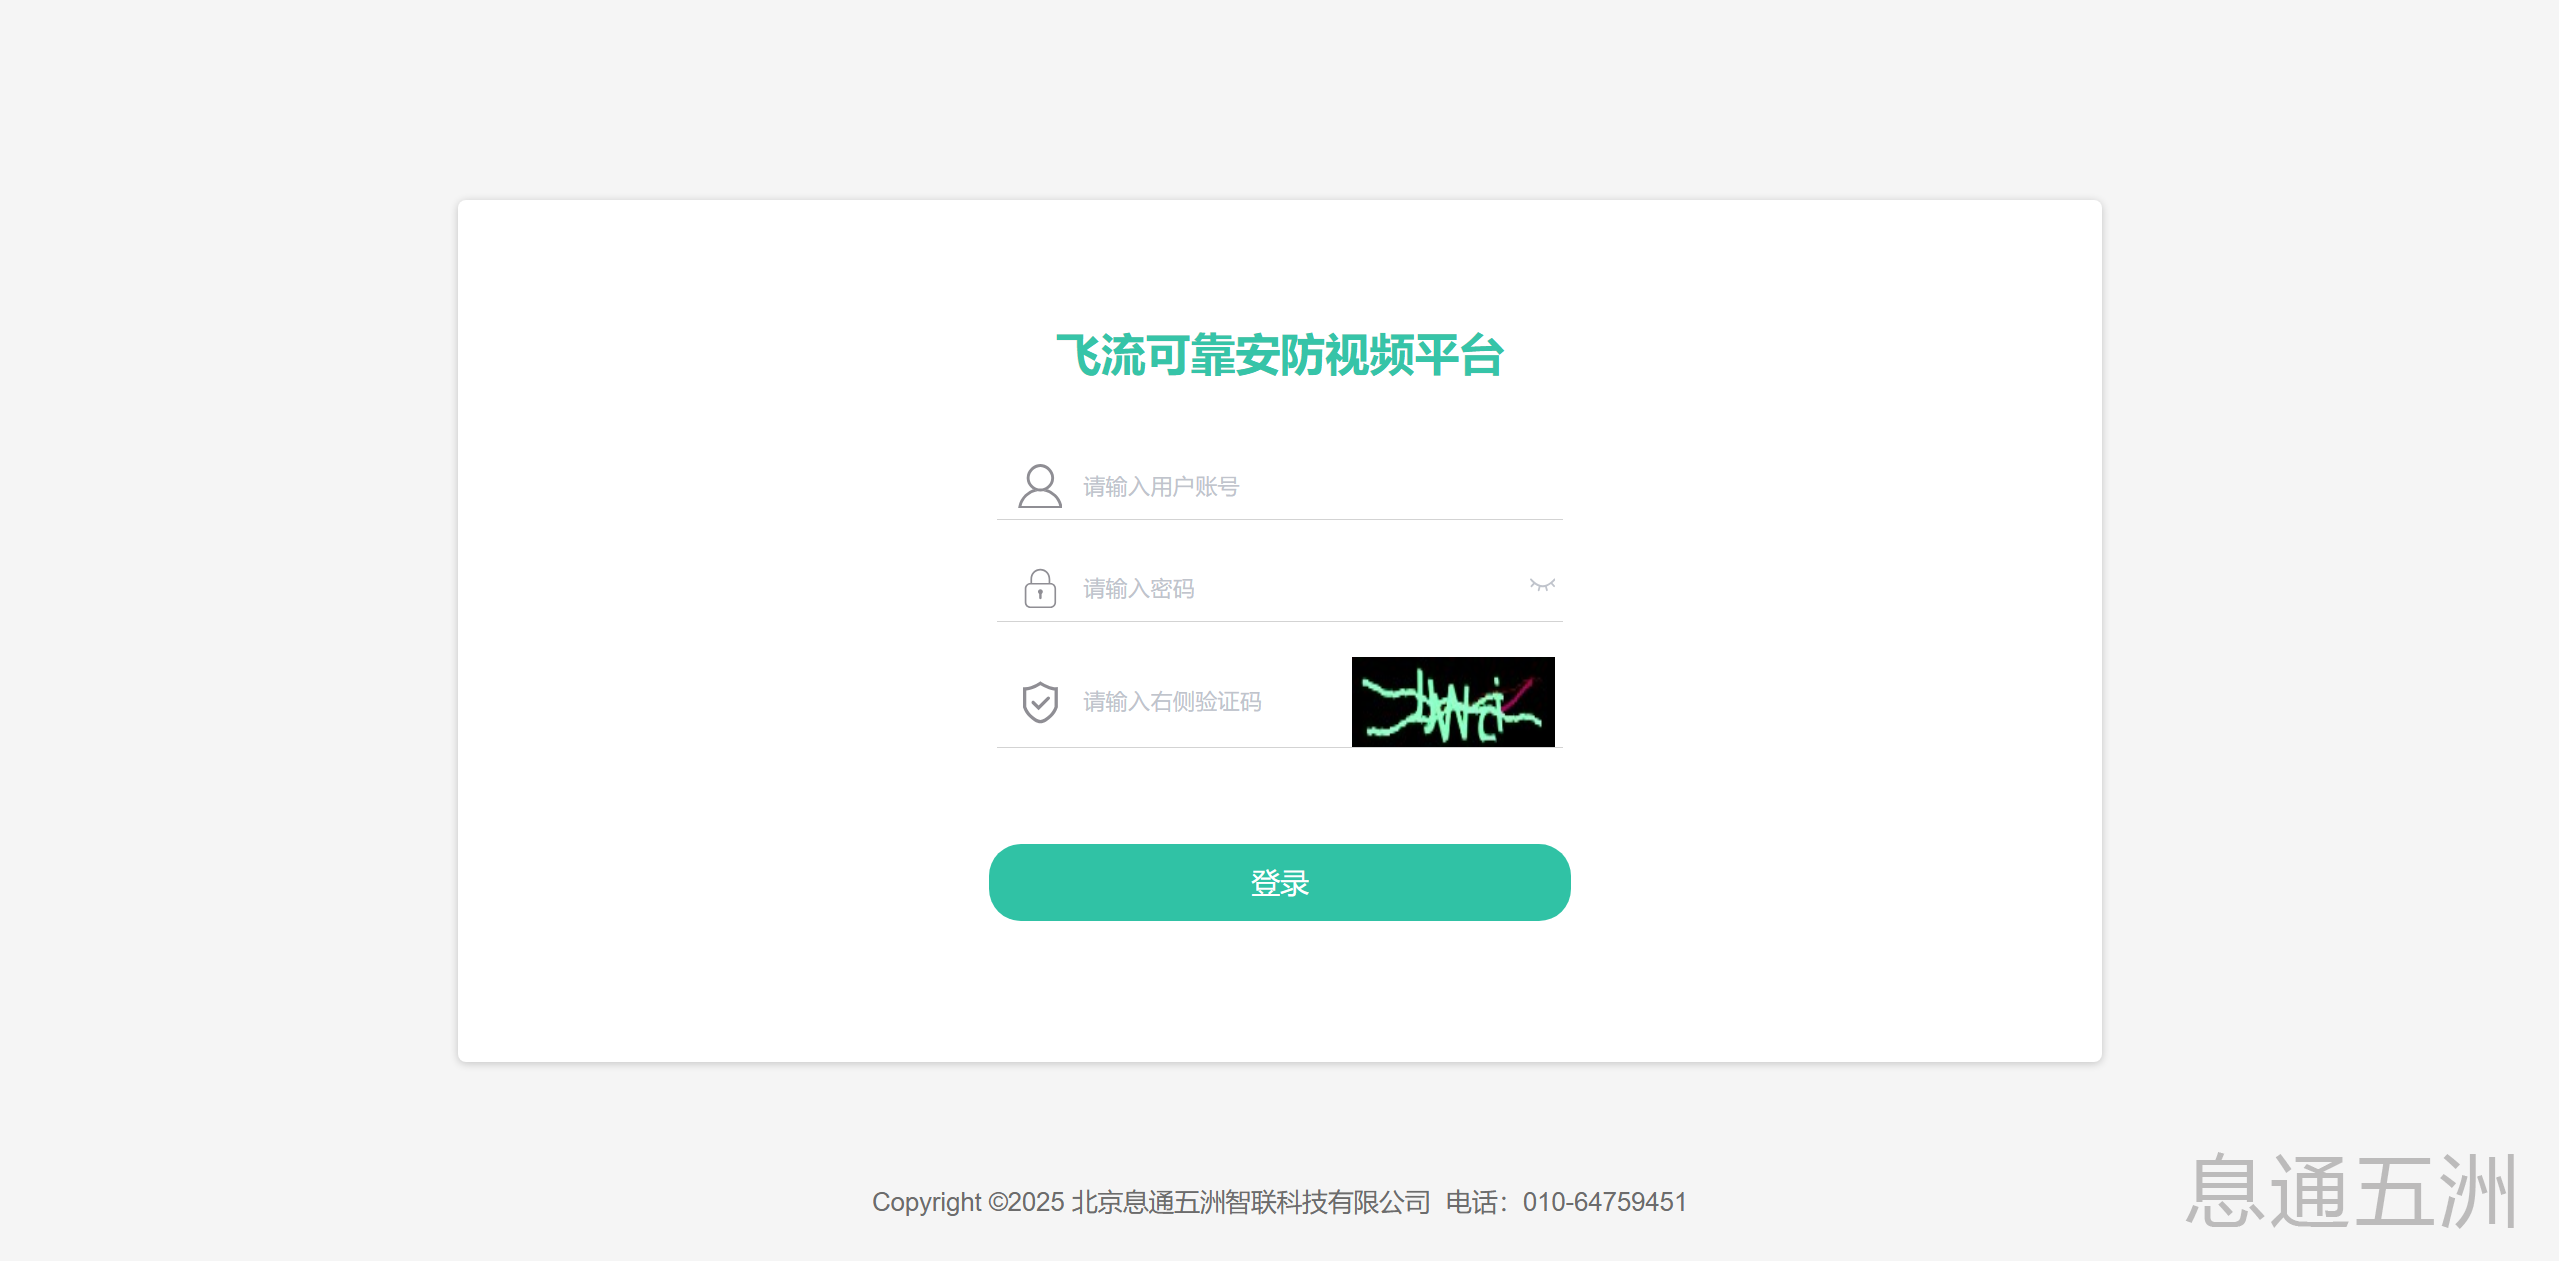 飞流可靠安防视频平台
请输入用户账号
请输入密码
请输入右侧验证码
登录
Copyright ©2025 北京息通五洲智联科技有限公司 电话：010-64759451
息通五洲